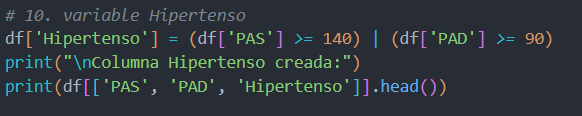 # 10. variable Hipertenso
df['Hipertenso'] = (df['PAS'] >= 140) | (df['PAD'] >= 90)
print("\nColumna Hipertenso creada:")
print(df[['PAS', 'PAD', 'Hipertenso']].head())